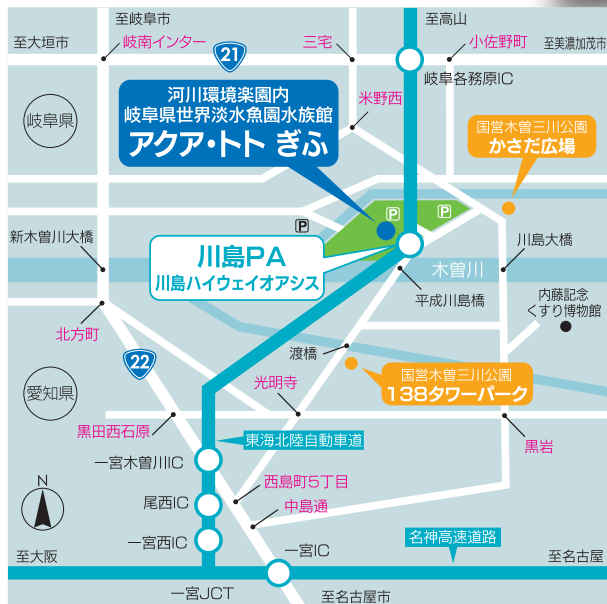 至岐阜市
至高山
至大垣市
岐南インター
21
三宅
小佐野町
至美濃加茂市
岐阜各務原IC
河川環境楽園内
岐阜県世界淡水魚園水族館
アクア・トト ぎふ
米野西
岐阜県
国営木曽三川公園
かさだ広場
P
P
P
新木曽川大橋
川島PA
川島ハイウェイオアシス
木曽川
川島大橋
平成川島橋
内藤記念
くすり博物館
北方町
22
渡橋
愛知県
光明寺
国営木曽三川公園
138タワーパーク
黒田西石原
東海北陸自動車道
黒岩
一宮木曽川IC
西島町5丁目
N
尾西IC
中島通
一宮西IC
一宮IC
名神高速道路
至大阪
至名古屋
一宮JCT
至名古屋市